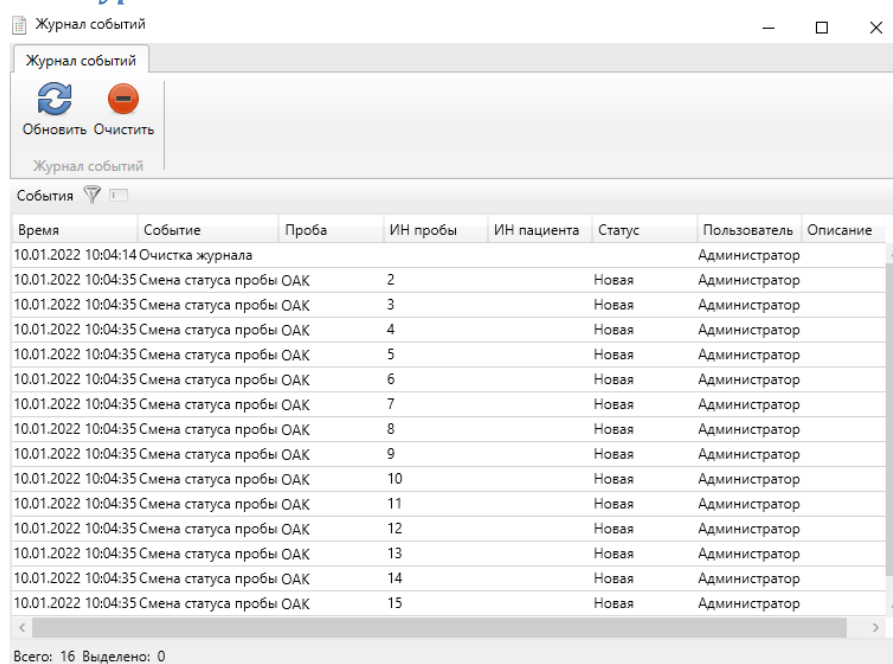 Журнал событий
Журнал событий
Обновить Очистить
Журнал событий
События
Время Событие Проба ИН пробы ИН пациента Статус Пользователь Описание
10.01.2022 10:04:14 Очистка журнала Администратор
10.01.2022 10:04:35 Смена статуса пробы ОАК 2 Новая Администратор
10.01.2022 10:04:35 Смена статуса пробы ОАК 3 Новая Администратор
10.01.2022 10:04:35 Смена статуса пробы ОАК 4 Новая Администратор
10.01.2022 10:04:35 Смена статуса пробы ОАК 5 Новая Администратор
10.01.2022 10:04:35 Смена статуса пробы ОАК 6 Новая Администратор
10.01.2022 10:04:35 Смена статуса пробы ОАК 7 Новая Администратор
10.01.2022 10:04:35 Смена статуса пробы ОАК 8 Новая Администратор
10.01.2022 10:04:35 Смена статуса пробы ОАК 9 Новая Администратор
10.01.2022 10:04:35 Смена статуса пробы ОАК 10 Новая Администратор
10.01.2022 10:04:35 Смена статуса пробы ОАК 11 Новая Администратор
10.01.2022 10:04:35 Смена статуса пробы ОАК 12 Новая Администратор
10.01.2022 10:04:35 Смена статуса пробы ОАК 13 Новая Администратор
10.01.2022 10:04:35 Смена статуса пробы ОАК 14 Новая Администратор
10.01.2022 10:04:35 Смена статуса пробы ОАК 15 Новая Администратор
Всего: 16 Выделено: 0